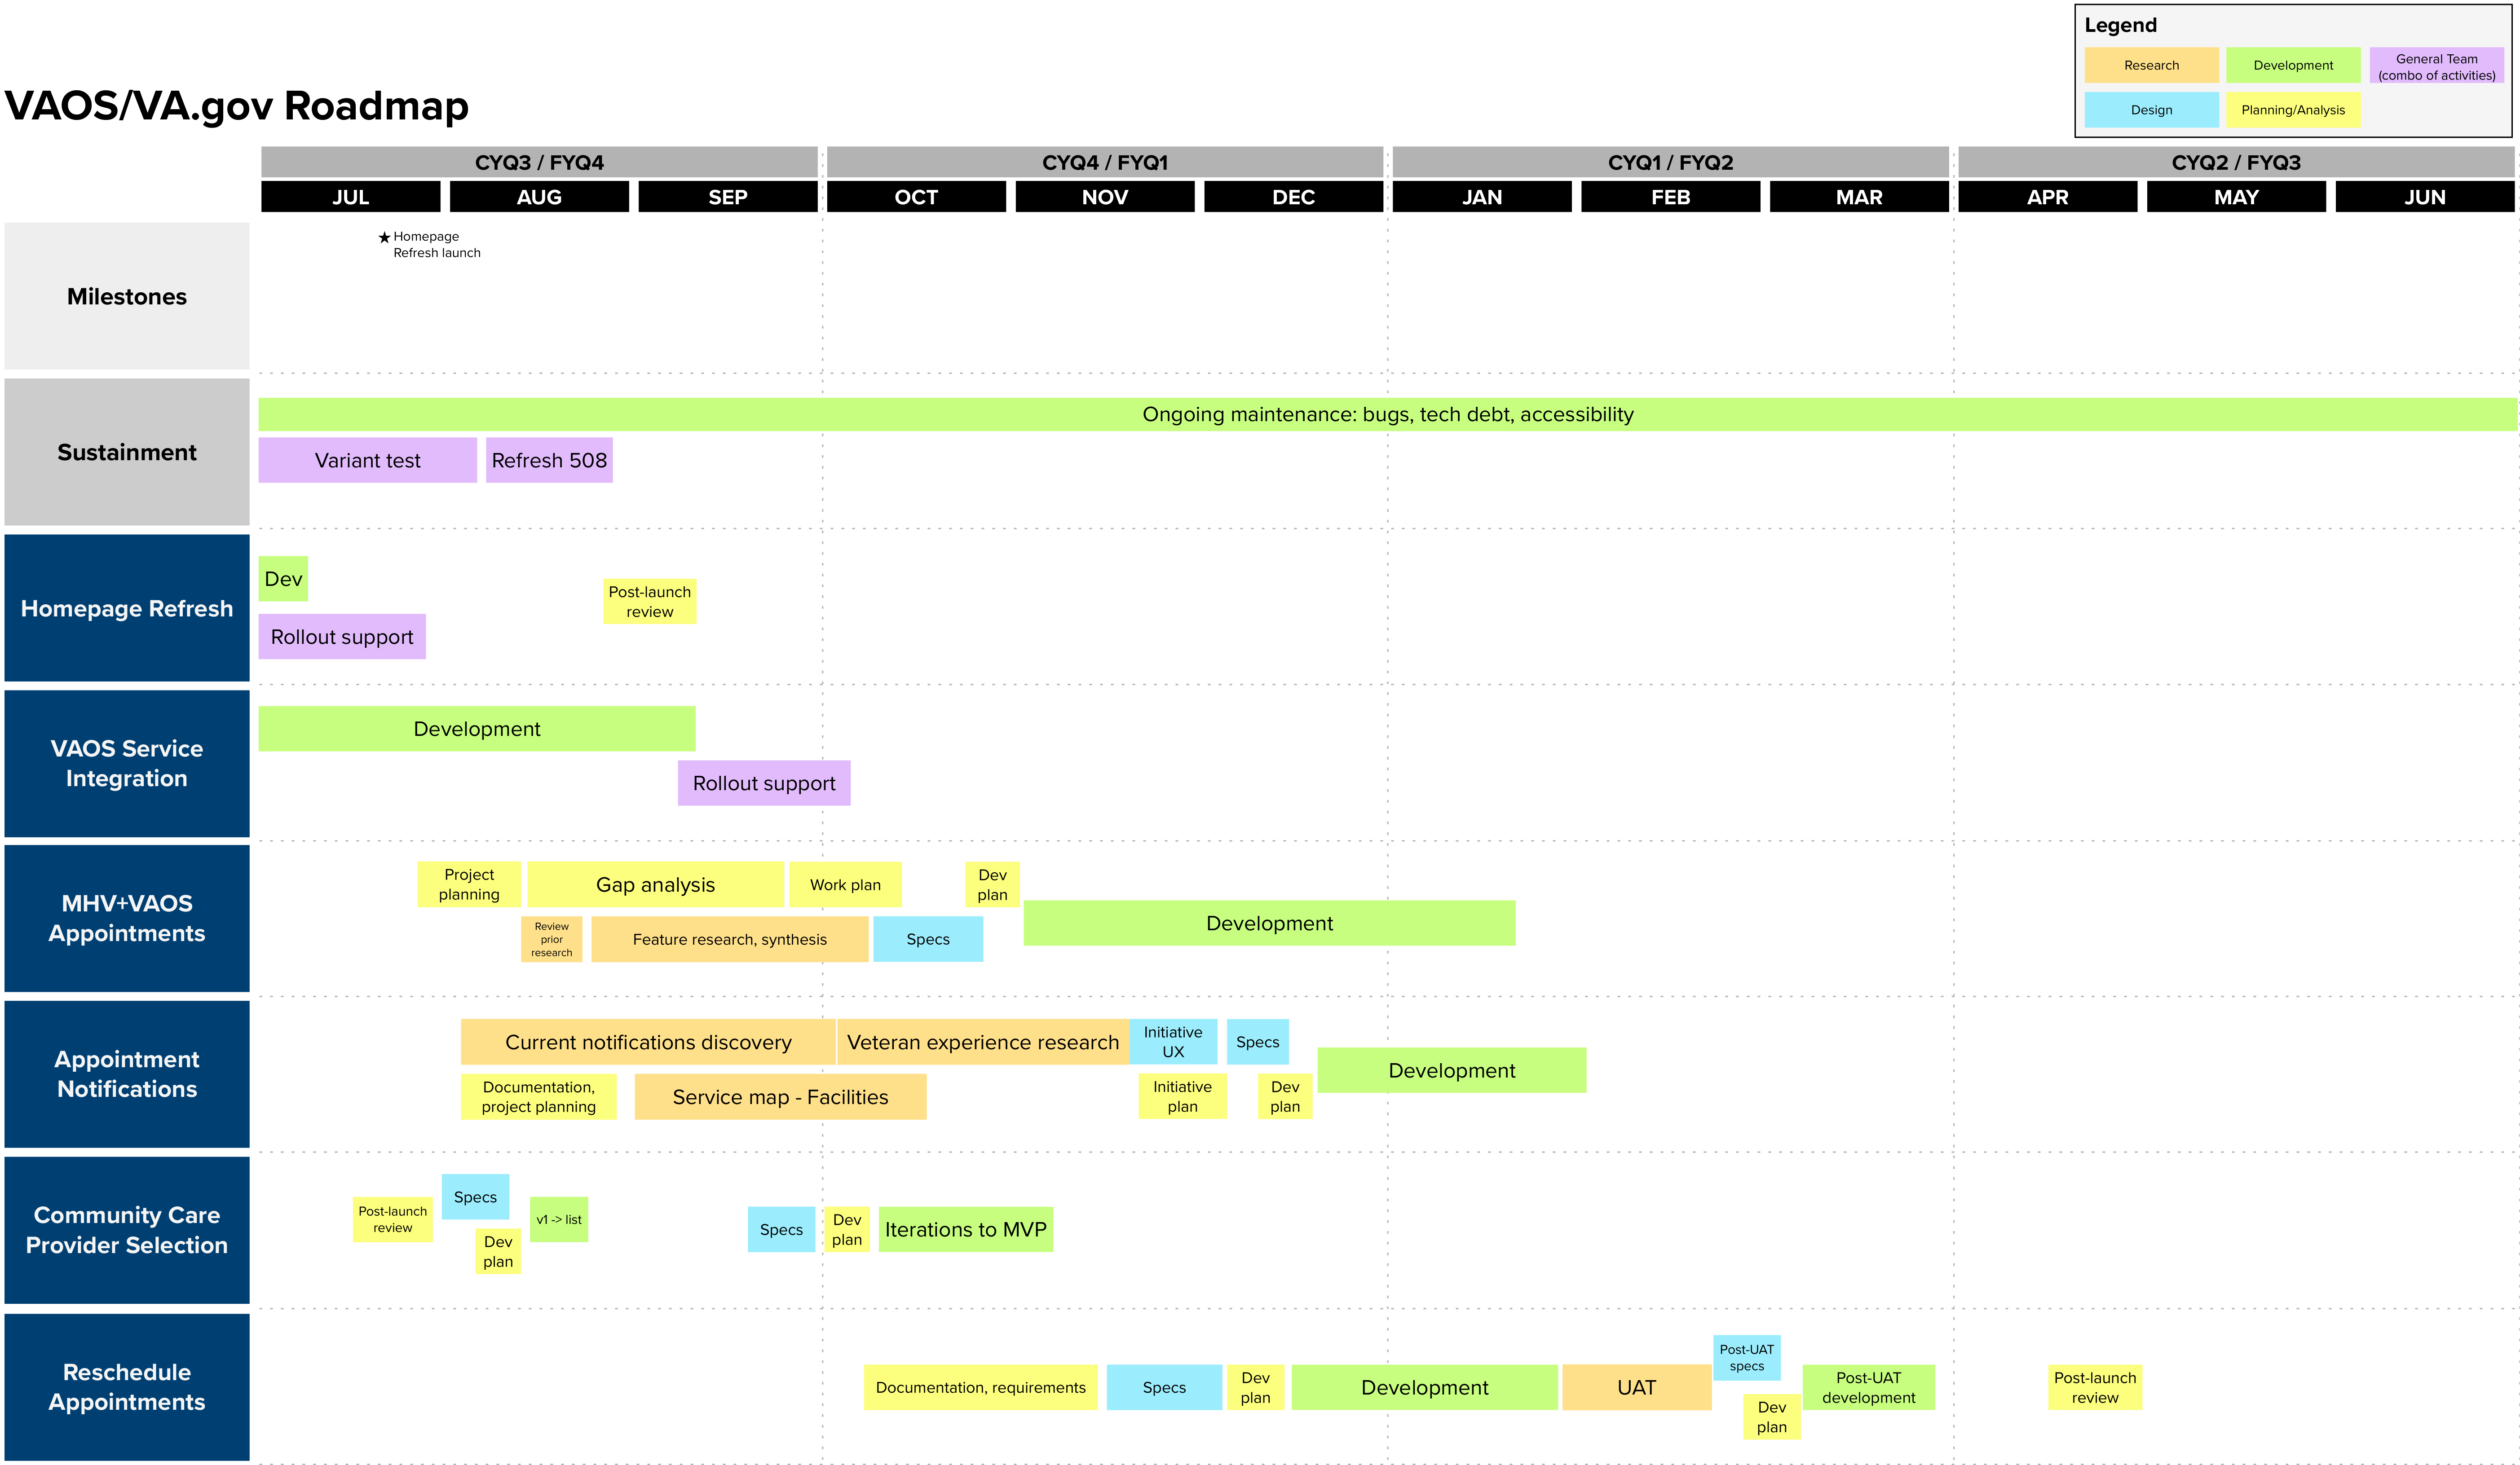 Legend
Research
Development
General Team
(combo of activities)
Design
Planning/Analysis
VAOS/VA.gov Roadmap
CYQ3 / FYQ4
CYQ4 / FYQ1
CYQ1 / FYQ2
CYQ2 / FYQ3
JUL
AUG
SEP
OCT
NOV
DEC
JAN
FEB
MAR
APR
MAY
JUN
Milestones
★ Homepage
Refresh launch
Sustainment
Ongoing maintenance: bugs, tech debt, accessibility
Variant test
Refresh 508
Homepage Refresh
Dev
Post-launch
review
Rollout support
VAOS Service
Integration
Development
Rollout support
MHV+VAOS
Appointments
Project
planning
Gap analysis
Work plan
Dev
plan
Review
prior
research
Feature research, synthesis
Specs
Development
Appointment
Notifications
Current notifications discovery
Veteran experience research
Initiative
UX
Specs
Development
Documentation,
project planning
Service map - Facilities
Initiative
plan
Dev
plan
Community Care
Provider Selection
Post-launch
review
Specs
Dev
plan
v1 -> list
Specs
Dev
plan
Iterations to MVP
Reschedule
Appointments
Documentation, requirements
Specs
Dev
plan
Development
UAT
Post-UAT
specs
Dev
plan
Post-UAT
development
Post-launch
review